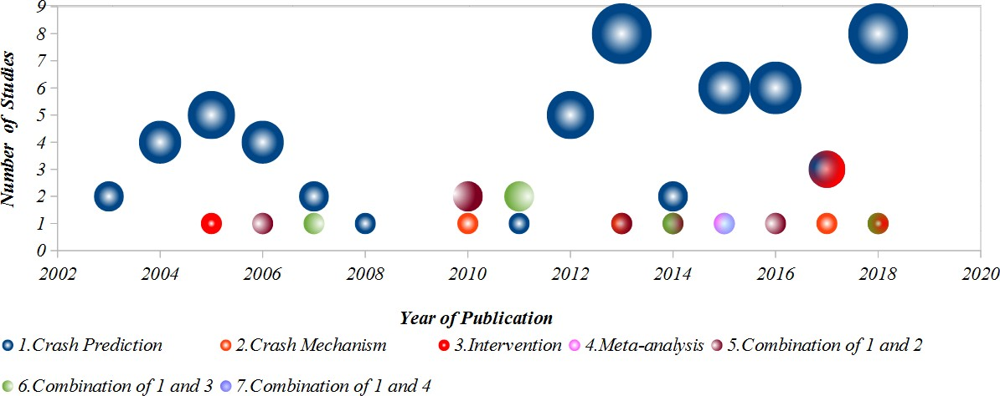 9
8
7
6
5
4
3
2
1
0
Number of Studies
2002 2004 2006 2008 2010 2012 2014 2016 2018 2020
Year of Publication
1.Crash Prediction 2.Crash Mechanism 3.Intervention 4.Meta-analysis 5.Combination of 1 and 2
6.Combination of 1 and 3 7.Combination of 1 and 4